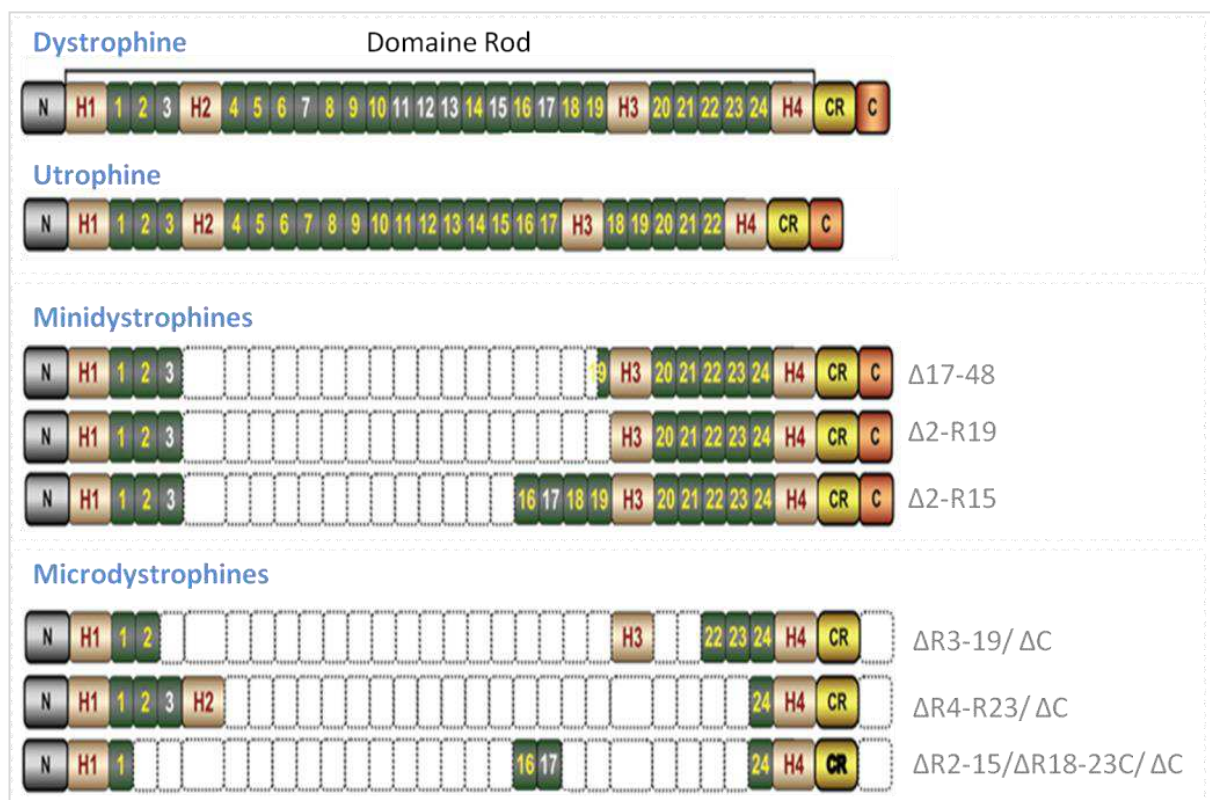 Dystrophine Domaine Rod
N H1 1 2 3 H2 4 5 6 7 8 9 10 11 12 13 14 15 16 17 18 19 H3 20 21 22 23 24 H4 CR C
Utrophine
N H1 1 2 3 H2 4 5 6 7 8 9 10 11 12 13 14 15 16 17 H3 18 19 20 21 22 H4 CR C
Minidystrophines
N H1 1 2 3 19 H3 20 21 22 23 24 H4 CR C Δ17-48
N H1 1 2 3 H3 20 21 22 23 24 H4 CR C Δ2-R19
N H1 1 2 3 16 17 18 19 H3 20 21 22 23 24 H4 CR C Δ2-R15
Microdystrophines
N H1 1 2 H3 22 23 24 H4 CR ΔR3-19/ ΔC
N H1 1 2 3 H2 24 H4 CR ΔR4-R23/ ΔC
N H1 1 16 17 24 H4 CR ΔR2-15/ΔR18-23C/ ΔC